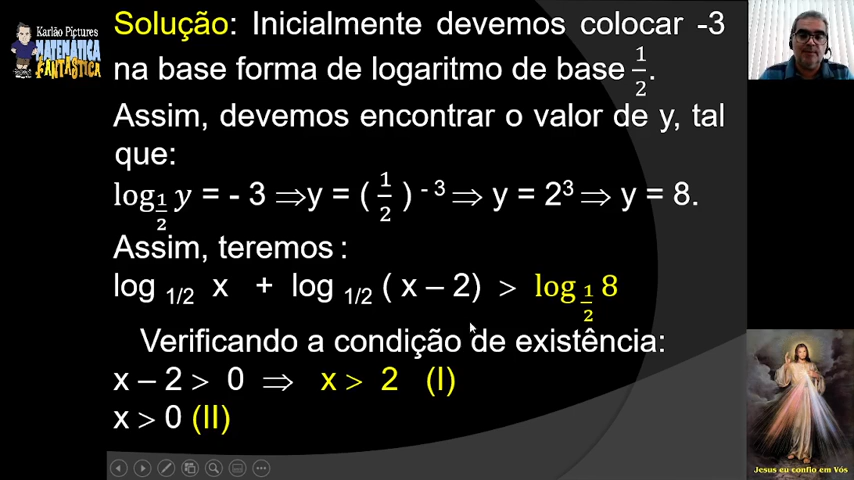 Karlão Pictures
MATEMÁTICA
FANTÁSTICA
Solução: Inicialmente devemos colocar -3
na base forma de logaritmo de base 1/2.
Assim, devemos encontrar o valor de y, tal
que:
log_{1/2} y = - 3 ⇒y = ( 1/2 ) ^{- 3} ⇒ y = 2³ ⇒ y = 8.
Assim, teremos :
log _{1/2} x + log _{1/2} ( x – 2) > log_{1/2} 8
Verificando a condição de existência:
x – 2 > 0 ⇒ x > 2 (I)
x > 0 (II)
Jesus eu confio em Vós